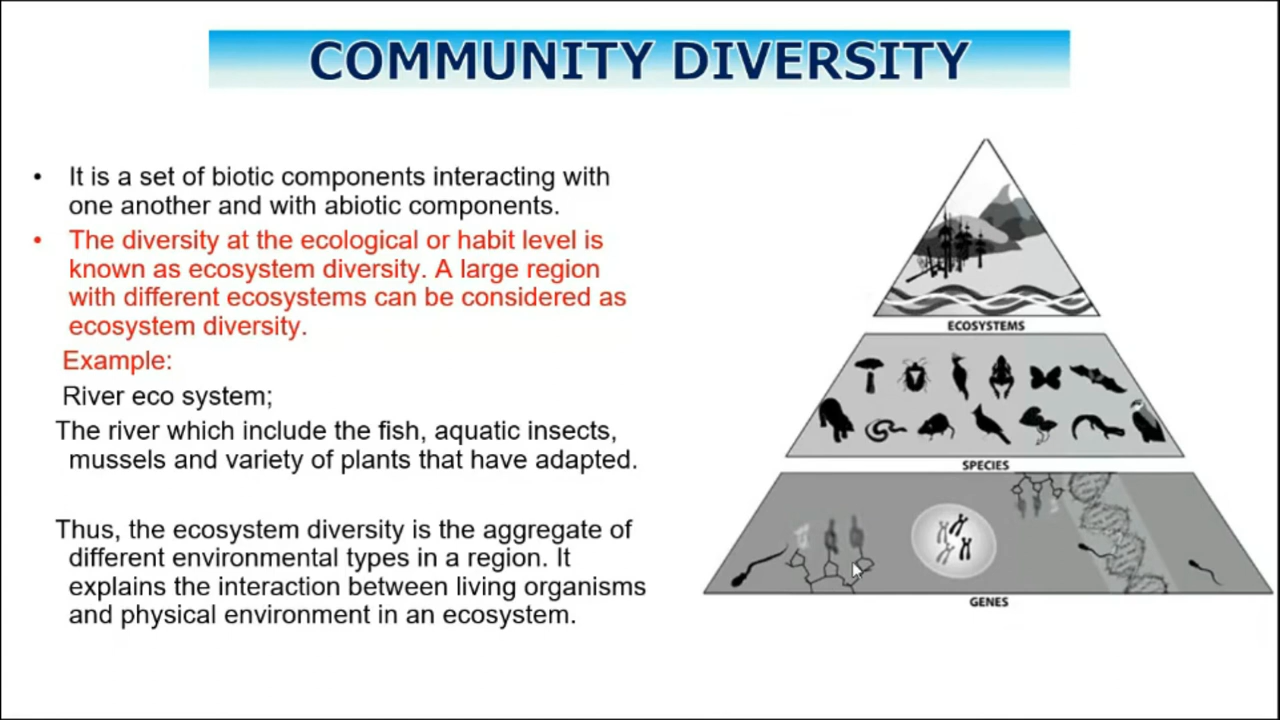 COMMUNITY DIVERSITY
• It is a set of biotic components interacting with
one another and with abiotic components.
• The diversity at the ecological or habit level is
known as ecosystem diversity. A large region
with different ecosystems can be considered as
ecosystem diversity.
Example:
River eco system;
The river which include the fish, aquatic insects,
mussels and variety of plants that have adapted.
Thus, the ecosystem diversity is the aggregate of
different environmental types in a region. It
explains the interaction between living organisms
and physical environment in an ecosystem.
ECOSYSTEMS
SPECIES
GENES